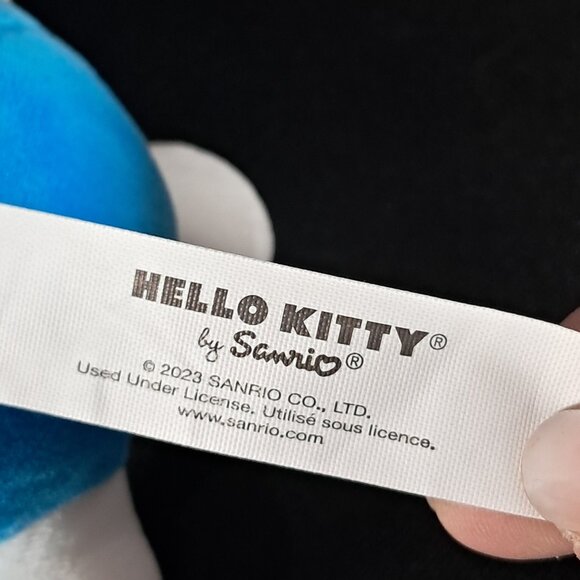 HELLO KITTY®
by Sanrio®
© 2023 SANRIO CO., LTD.
Used Under License. Utilisé sous licence.
www.sanrio.com